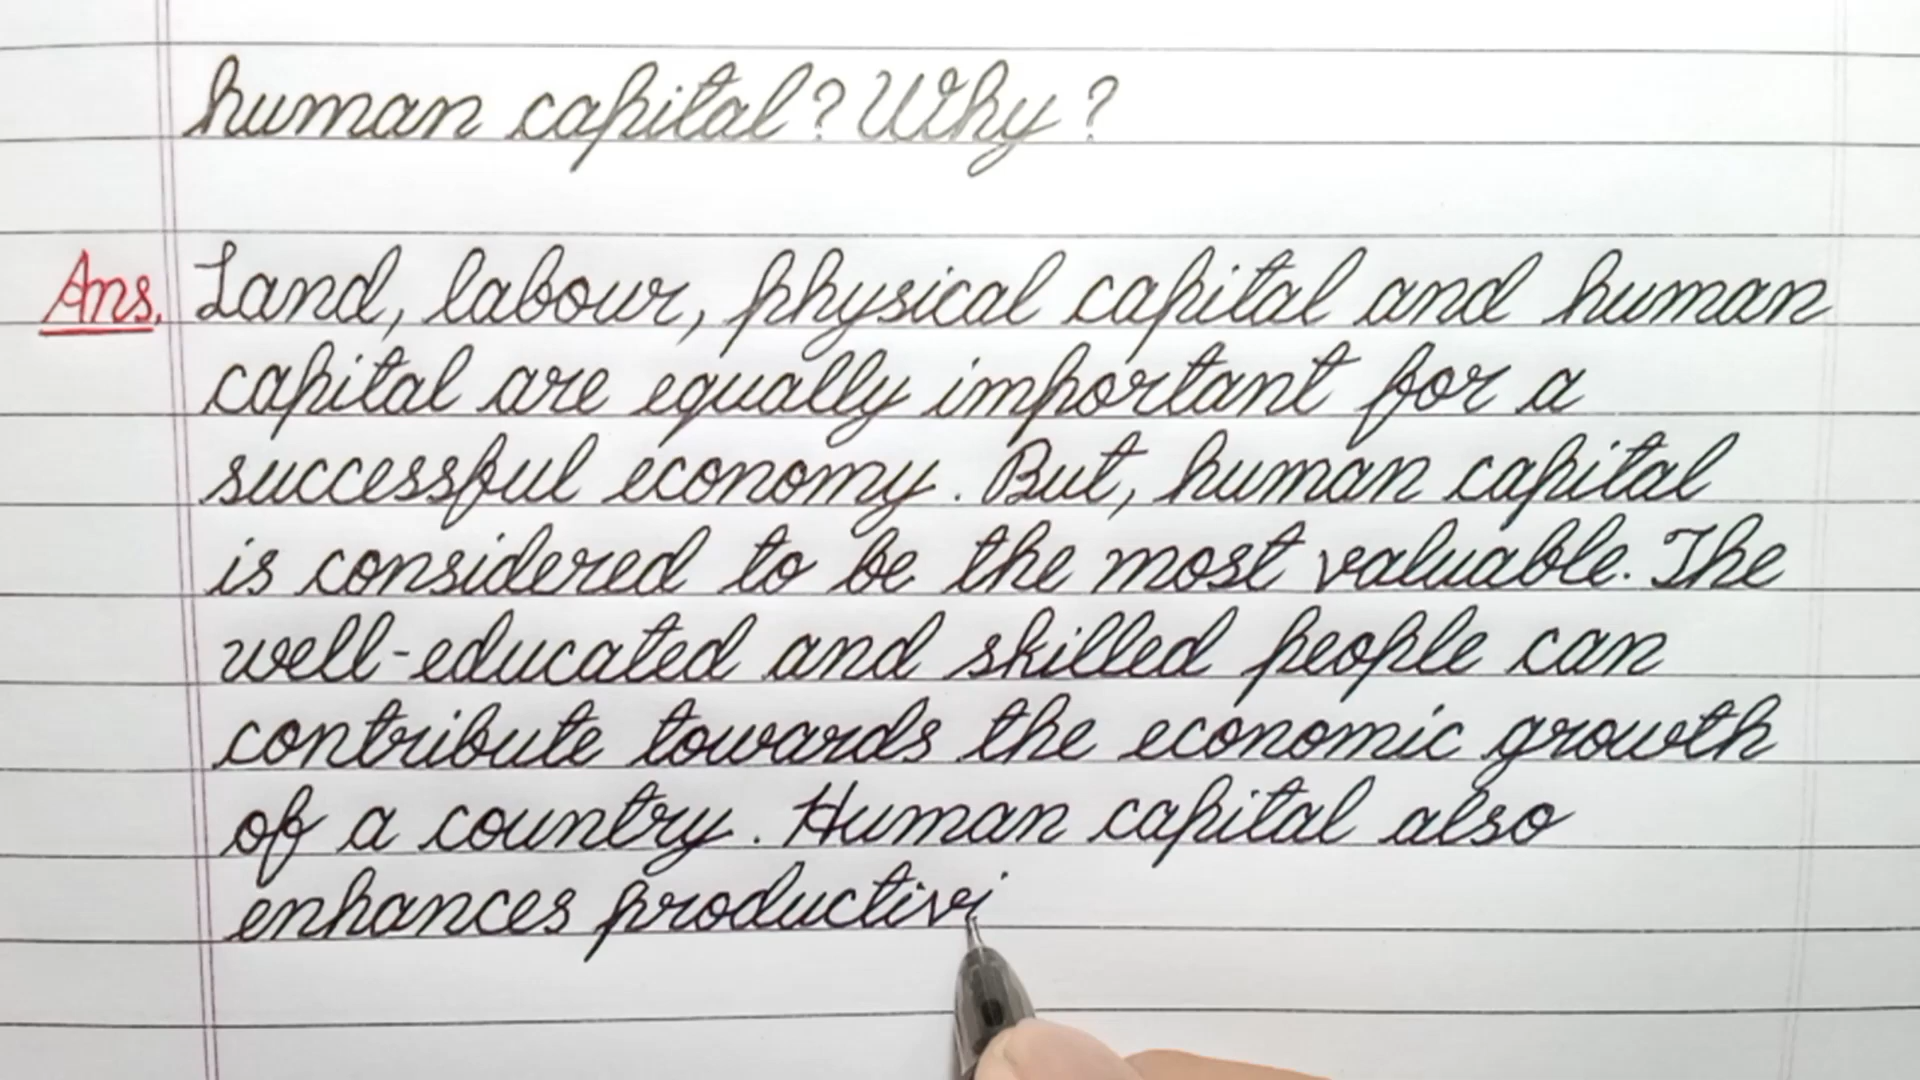 human capital? Why?
Ans. Land, labour, physical capital and human
capital are equally important for a
successful economy. But, human capital
is considered to be the most valuable. The
well-educated and skilled people can
contribute towards the economic growth
of a country. Human capital also
enhances productivi